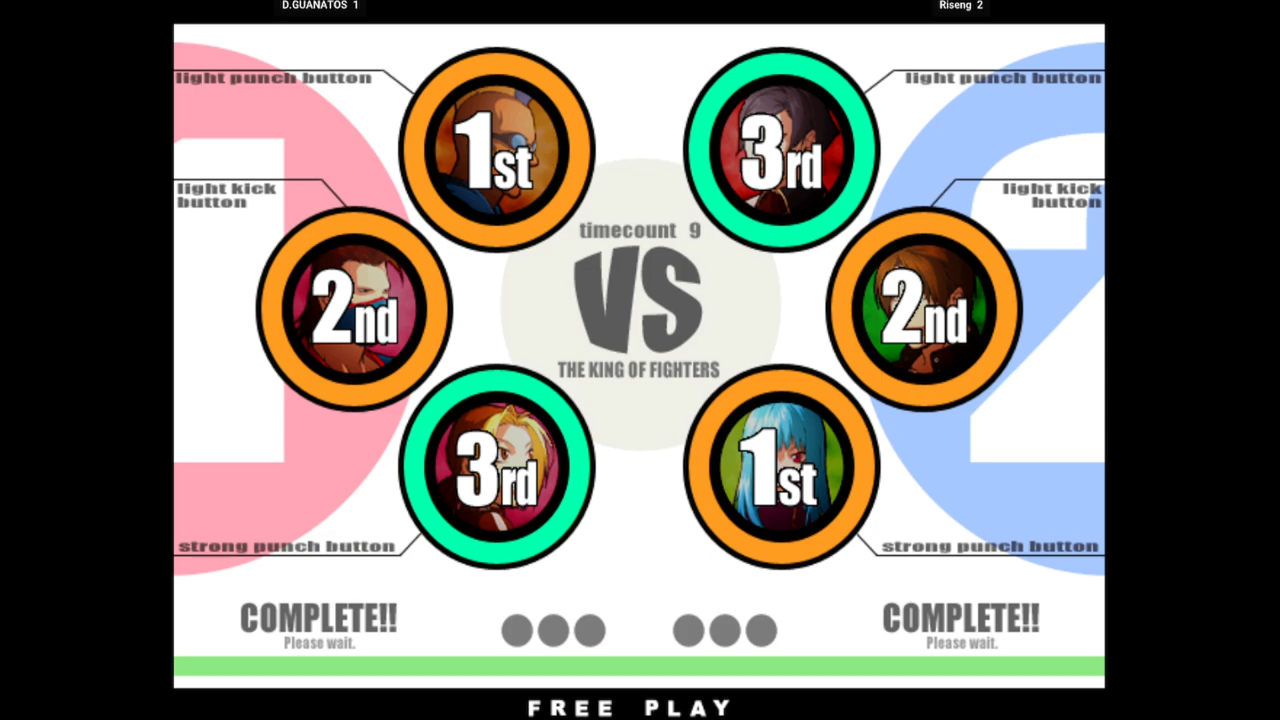 D.GUANATOS 1
Riseng 2
light punch button
light punch button
1st
3rd
light kick
button
light kick
button
timecount 9
VS
THE KING OF FIGHTERS
2nd
2nd
1
2
3rd
1st
strong punch button
strong punch button
COMPLETE!!
Please wait.
COMPLETE!!
Please wait.
FREE PLAY